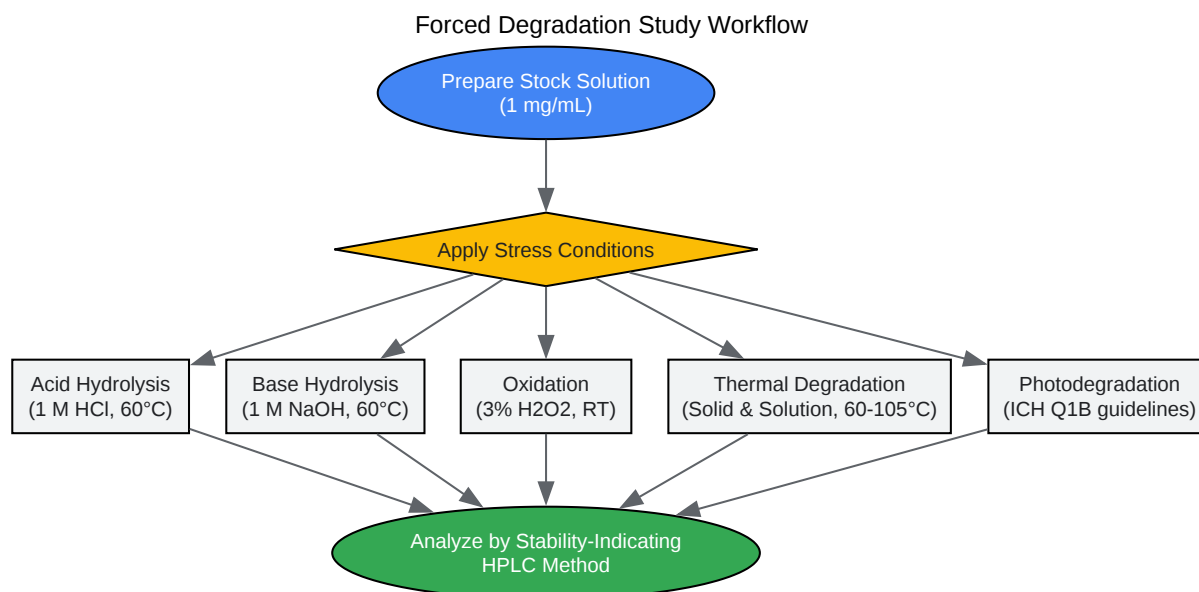 Forced Degradation Study Workflow
Prepare Stock Solution
(1 mg/mL)
Apply Stress Conditions
Acid Hydrolysis
(1 M HCl, 60°C)
Base Hydrolysis
(1 M NaOH, 60°C)
Oxidation
(3% H2O2, RT)
Thermal Degradation
(Solid & Solution, 60-105°C)
Photodegradation
(ICH Q1B guidelines)
Analyze by Stability-Indicating
HPLC Method